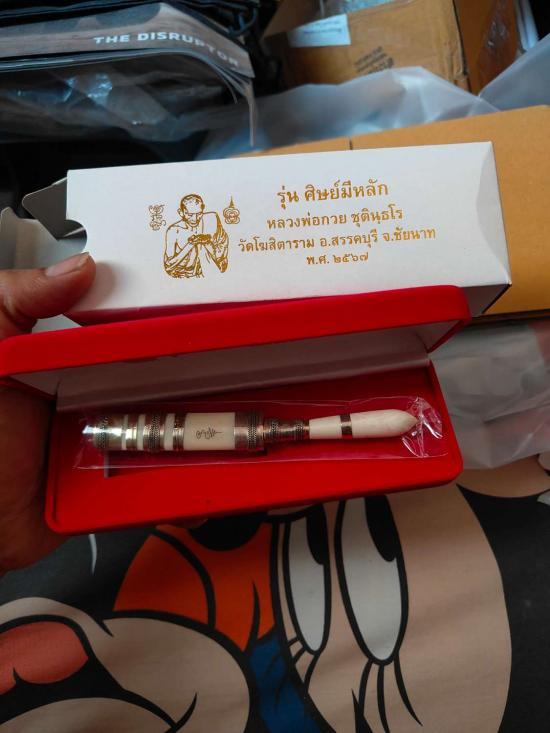 THE DISRUPTOR
รุ่น ศิษย์มีหลัก
หลวงพ่อกวย ชุตินฺธโร
วัดโฆสิตาราม อ.สรรคบุรี จ.ชัยนาท
พ.ศ. ๒๕๖๗